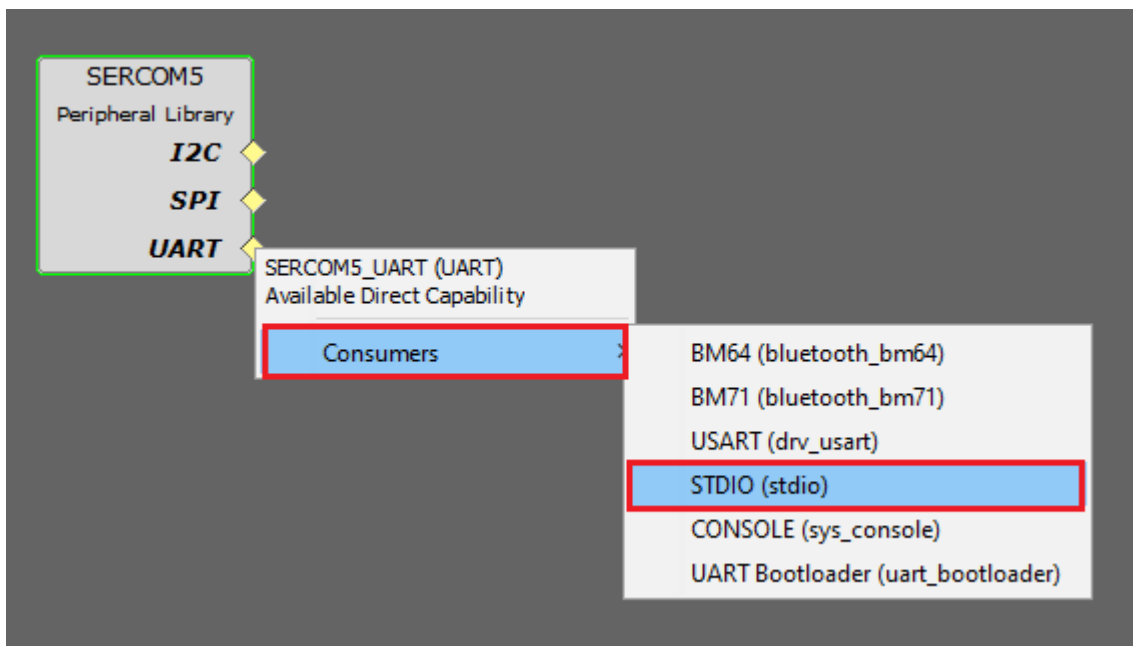 SERCOM5
Peripheral Library
I2C
SPI
UART
SERCOM5_UART (UART)
Available Direct Capability
Consumers
BM64 (bluetooth_bm64)
BM71 (bluetooth_bm71)
USART (drv_usart)
STDIO (stdio)
CONSOLE (sys_console)
UART Bootloader (uart_bootloader)